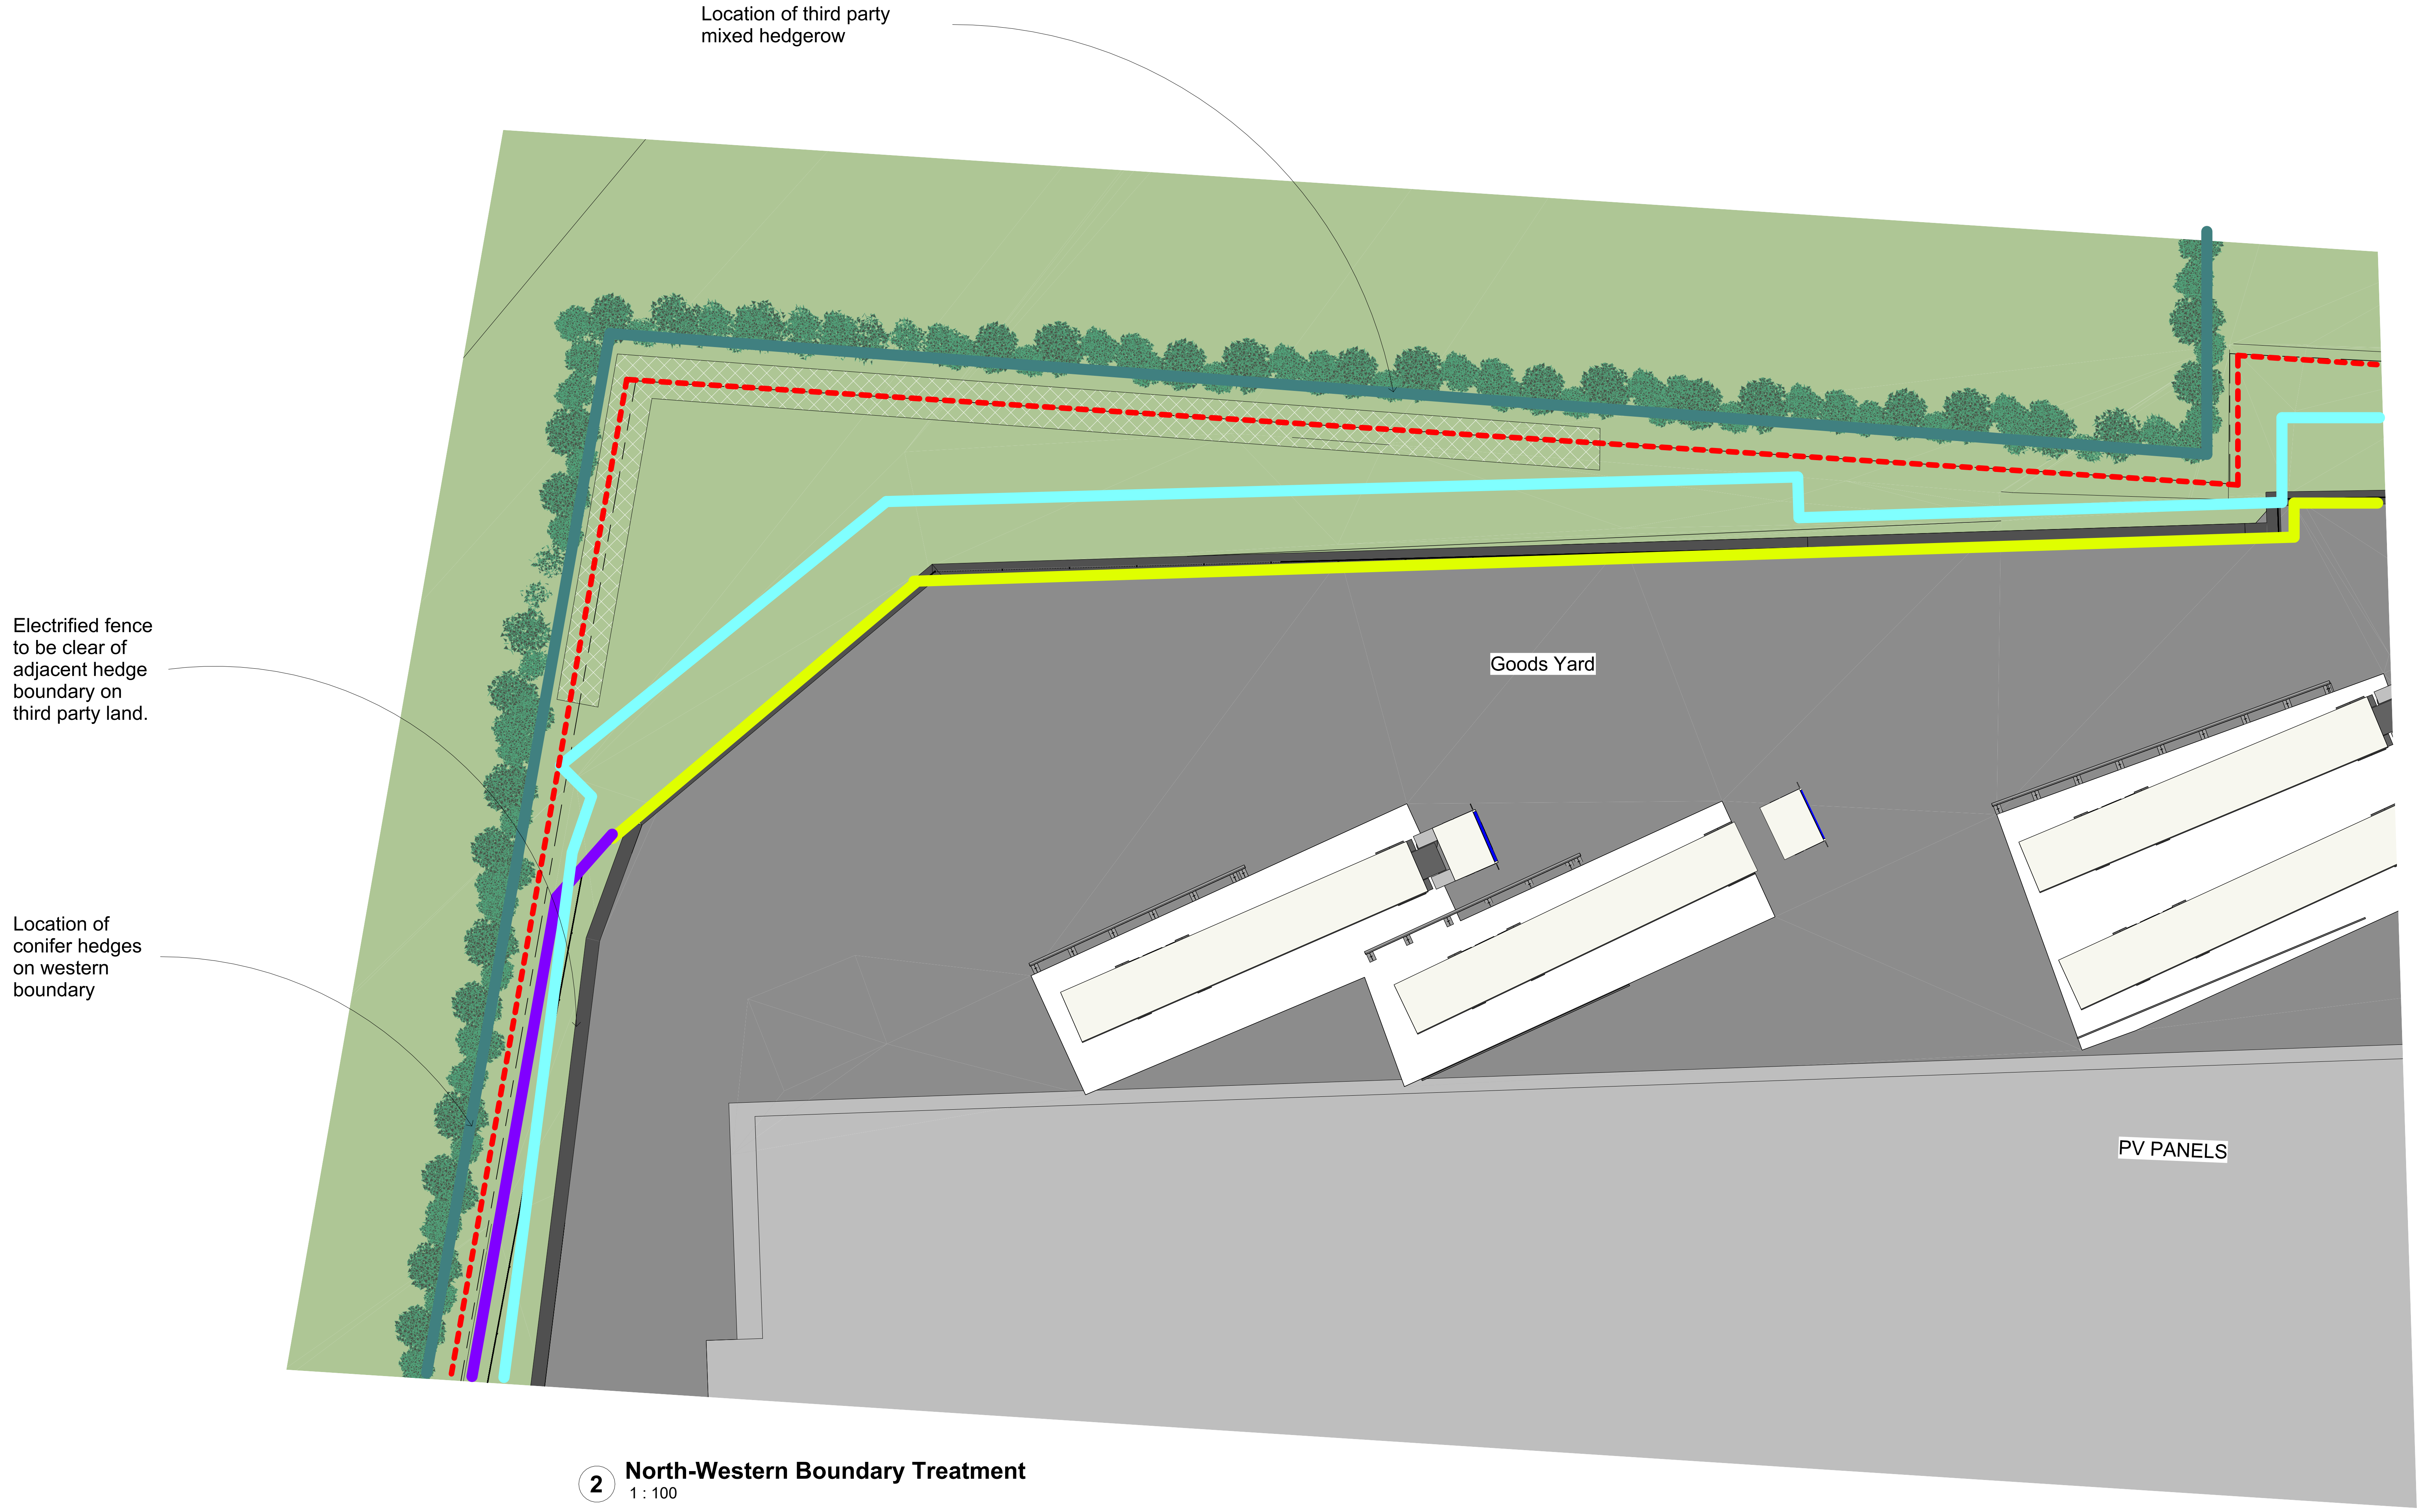 Location of third party
mixed hedgerow
Electrified fence
to be clear of
adjacent hedge
boundary on
third party land.
Goods Yard
Location of
conifer hedges
on western
boundary
PV PANELS
2
North-Western Boundary Treatment
1 : 100